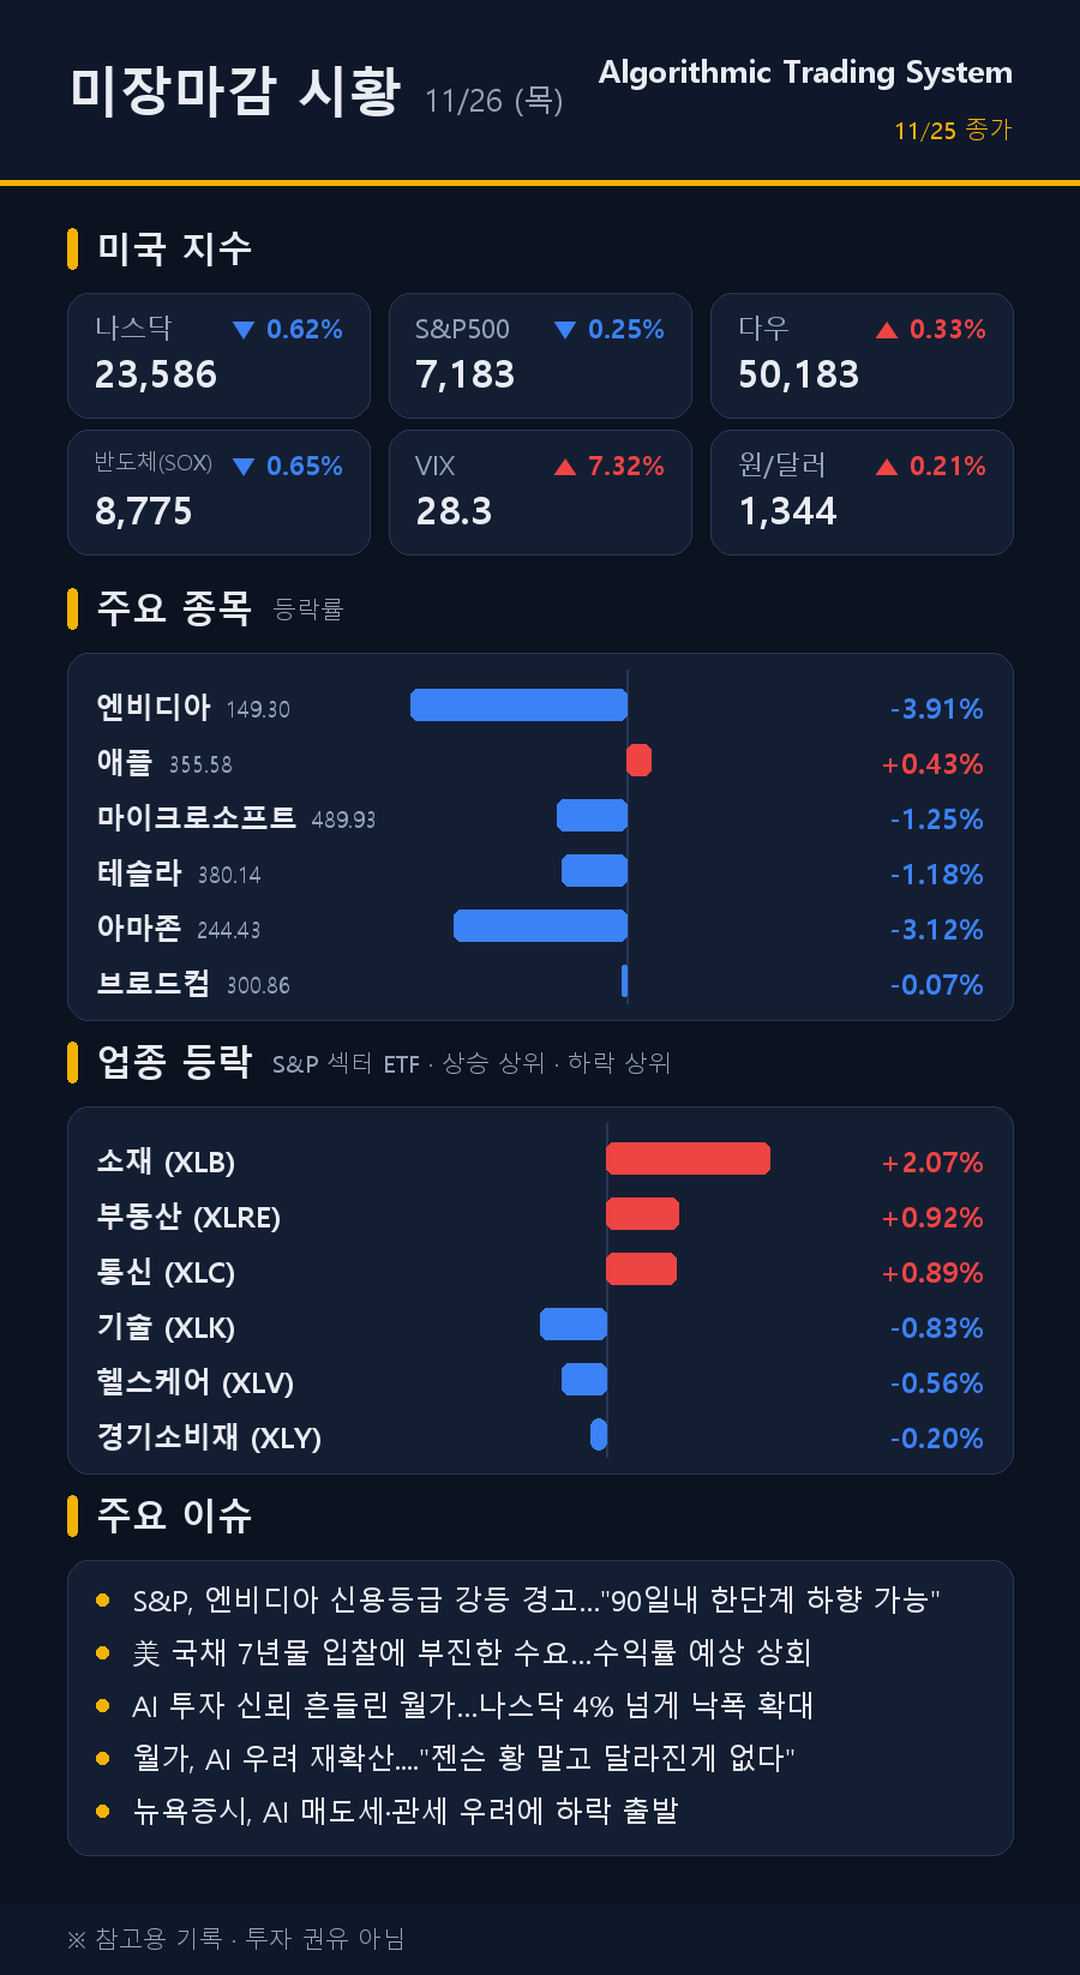 미장마감 시황 11/26 (목) Algorithmic Trading System
11/25 종가
미국 지수
나스닥 ▼ 0.62% S&P500 ▼ 0.25% 다우 ▲ 0.33%
23,586 7,183 50,183
반도체(SOX) ▼ 0.65% VIX ▲ 7.32% 원/달러 ▲ 0.21%
8,775 28.3 1,344
주요 종목 등락률
엔비디아 149.30 -3.91%
애플 355.58 +0.43%
마이크로소프트 489.93 -1.25%
테슬라 380.14 -1.18%
아마존 244.43 -3.12%
브로드컴 300.86 -0.07%
업종 등락 S&P 섹터 ETF · 상승 상위 · 하락 상위
소재 (XLB) +2.07%
부동산 (XLRE) +0.92%
통신 (XLC) +0.89%
기술 (XLK) -0.83%
헬스케어 (XLV) -0.56%
경기소비재 (XLY) -0.20%
주요 이슈
S&P, 엔비디아 신용등급 강등 경고..."90일내 한단계 하향 가능"
美 국채 7년물 입찰에 부진한 수요...수익률 예상 상회
AI 투자 신뢰 흔들린 월가...나스닥 4% 넘게 낙폭 확대
월가, AI 우려 재확산...."젠슨 황 말고 달라진게 없다"
뉴욕증시, AI 매도세·관세 우려에 하락 출발
※ 참고용 기록 · 투자 권유 아님